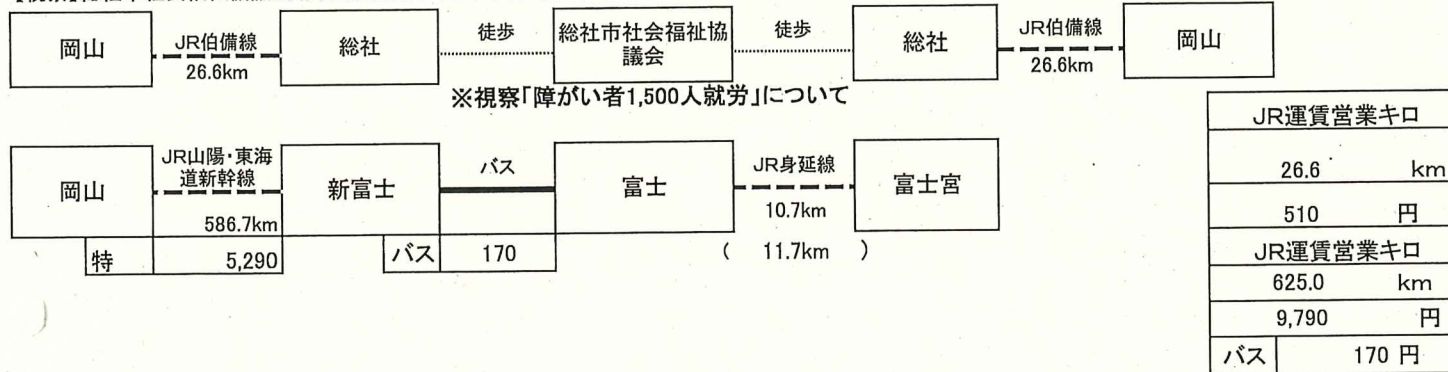 岡山
JR伯備線
26.6km
総社
徒歩
総社市社会福祉協
議会
徒歩
総社
JR伯備線
26.6km
岡山
※視察「障がい者1,500人就労」について
岡山
JR山陽・東海
道新幹線
586.7km
新富士
バス
富士
JR身延線
10.7km
富士宮
特
5,290
バス
170
( 11.7km )
JR運賃営業キロ
26.6 km
510 円
JR運賃営業キロ
625.0 km
9,790 円
バス 170 円